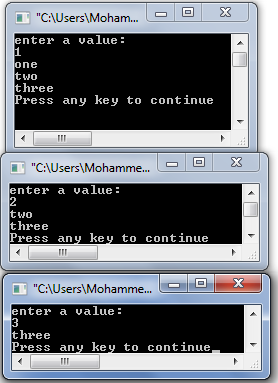 "C:\Users\Mohamme...
enter a value:
1
one
two
three
Press any key to continue
"C:\Users\Mohamme...
enter a value:
2
two
three
Press any key to continue
"C:\Users\Mohamme...
enter a value:
3
three
Press any key to continue_